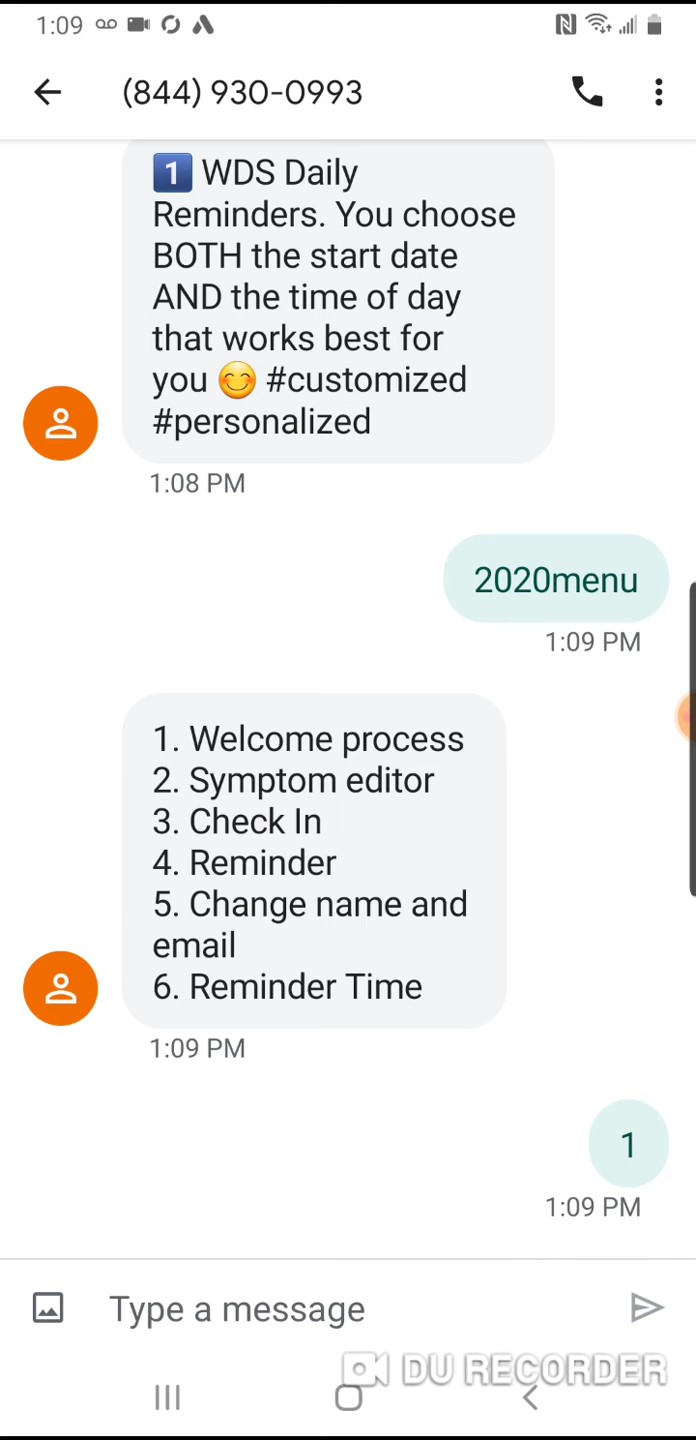 1:09
(844) 930-0993
1 WDS Daily
Reminders. You choose
BOTH the start date
AND the time of day
that works best for
you 😊 #customized
#personalized
1:08 PM
2020menu
1:09 PM
1. Welcome process
2. Symptom editor
3. Check In
4. Reminder
5. Change name and
email
6. Reminder Time
1:09 PM
1
1:09 PM
Type a message
DU RECORDER